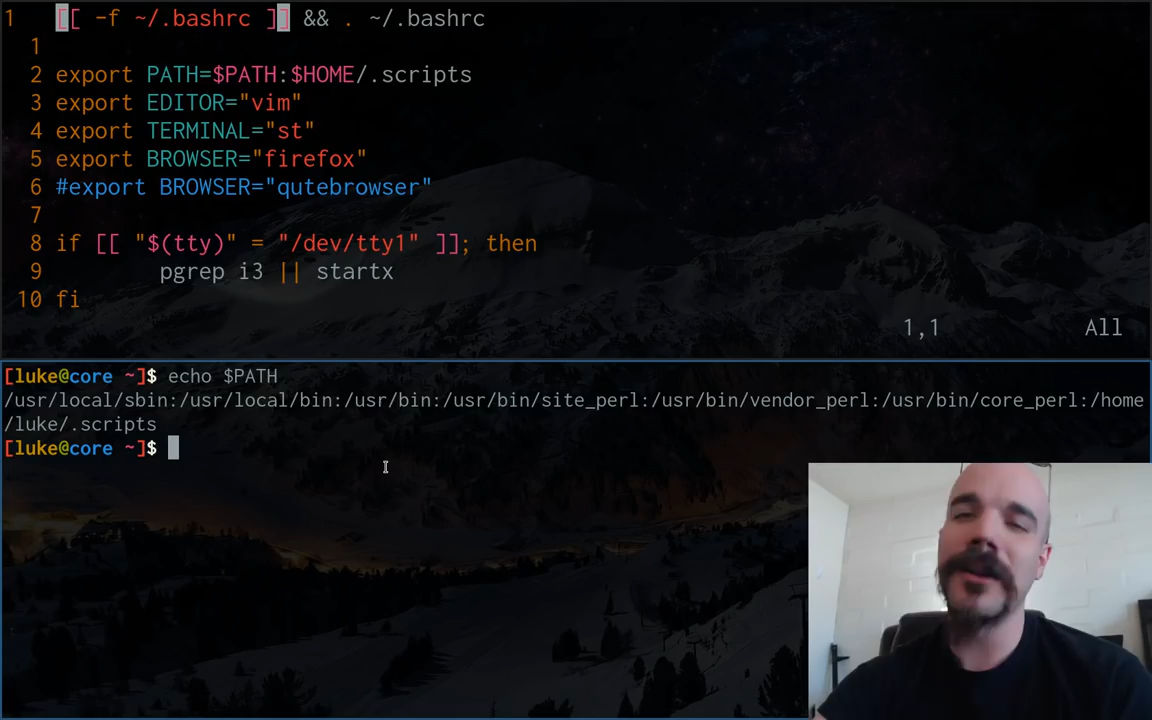 1   [[ -f ~/.bashrc ]] && . ~/.bashrc
  1
  2 export PATH=$PATH:$HOME/.scripts
  3 export EDITOR="vim"
  4 export TERMINAL="st"
  5 export BROWSER="firefox"
  6 #export BROWSER="qutebrowser"
  7
  8 if [[ "$(tty)" = "/dev/tty1" ]]; then
  9         pgrep i3 || startx
 10 fi
1,1           All
[luke@core ~]$ echo $PATH
/usr/local/sbin:/usr/local/bin:/usr/bin:/usr/bin/site_perl:/usr/bin/vendor_perl:/usr/bin/core_perl:/home
/luke/.scripts
[luke@core ~]$